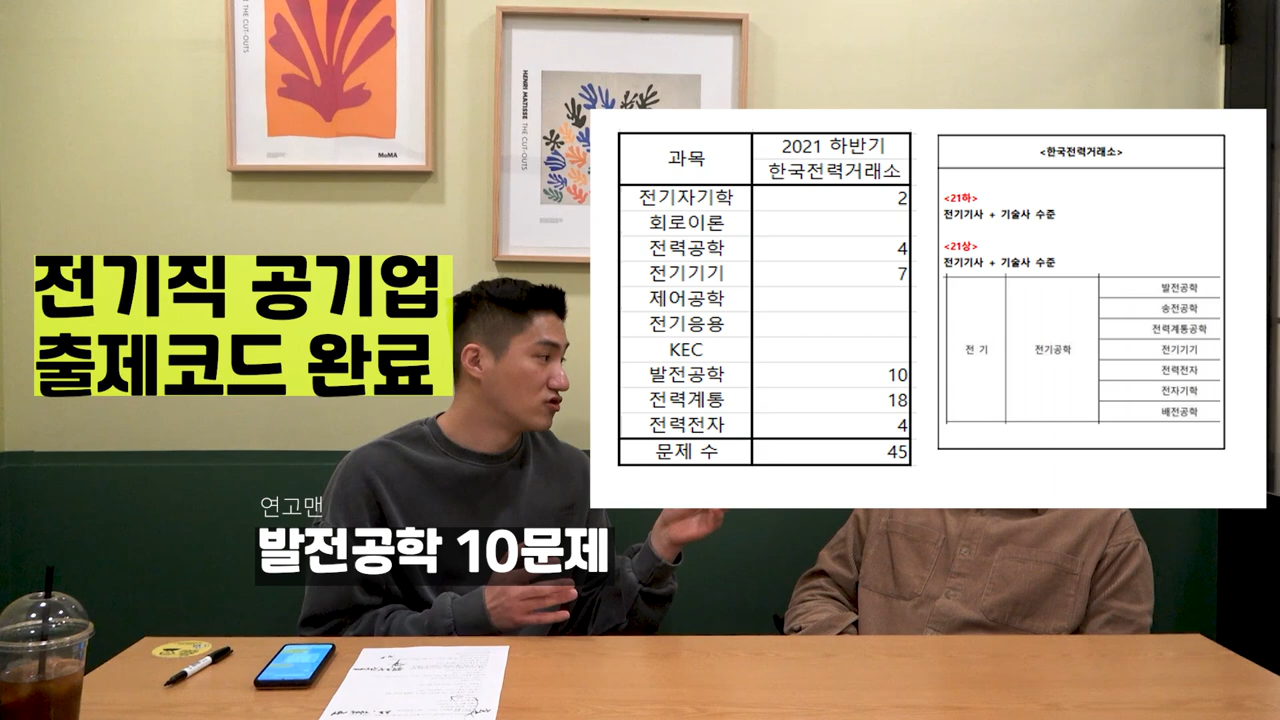 THE CUT-OUTS
MoMA
HENRI MATISSE THE CUT-OUTS
전기직 공기업
출제코드 완료
과목
2021 하반기
한국전력거래소
전기자기학 2
회로이론
전력공학 4
전기기기 7
제어공학
전기응용
KEC
발전공학 10
전력계통 18
전력전자 4
문제 수 45
<한국전력거래소>
<21하>
전기기사 + 기술사 수준
<21상>
전기기사 + 기술사 수준
전 기
전기공학
발전공학
송전공학
전력계통공학
전기기기
전력전자
전자기학
배전공학
연고맨
발전공학 10문제